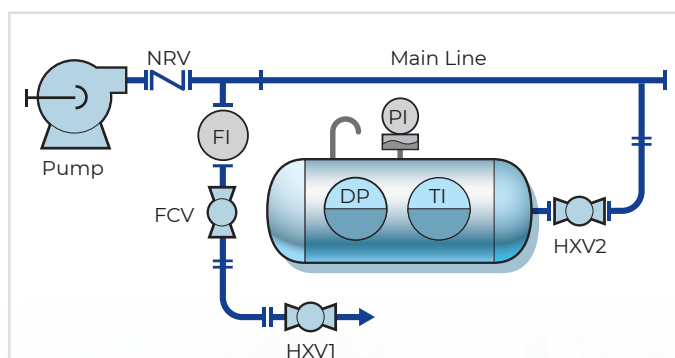 NRV
Main Line
PI
FI
Pump
DP
TI
FCV
HXV2
HXV1